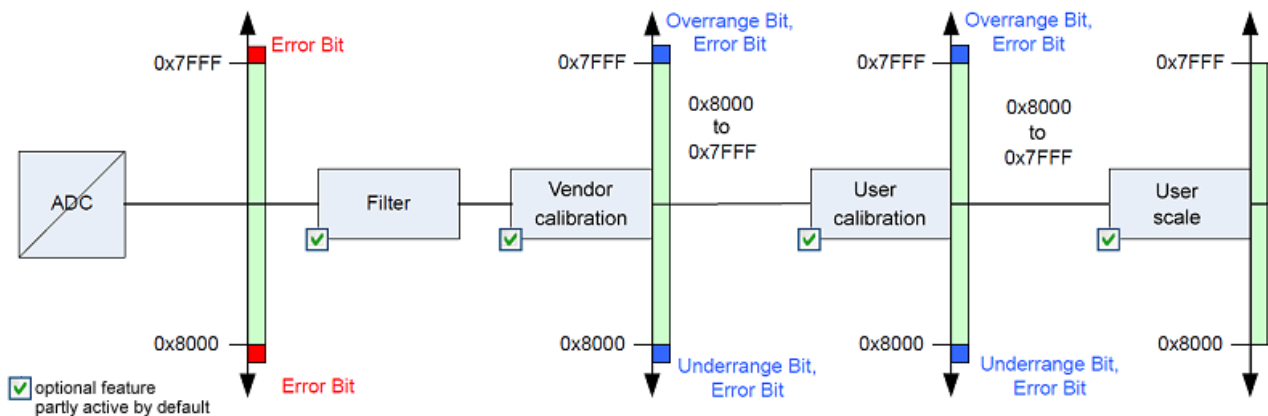 Error Bit
Overrange Bit,
Error Bit
Overrange Bit,
Error Bit
0x7FFF
0x7FFF
0x7FFF
0x7FFF
0x8000
to
0x7FFF
0x8000
to
0x7FFF
ADC
Filter
Vendor
calibration
User
calibration
User
scale
0x8000
0x8000
0x8000
0x8000
Error Bit
Underrange Bit,
Error Bit
Underrange Bit,
Error Bit
optional feature
partly active by default